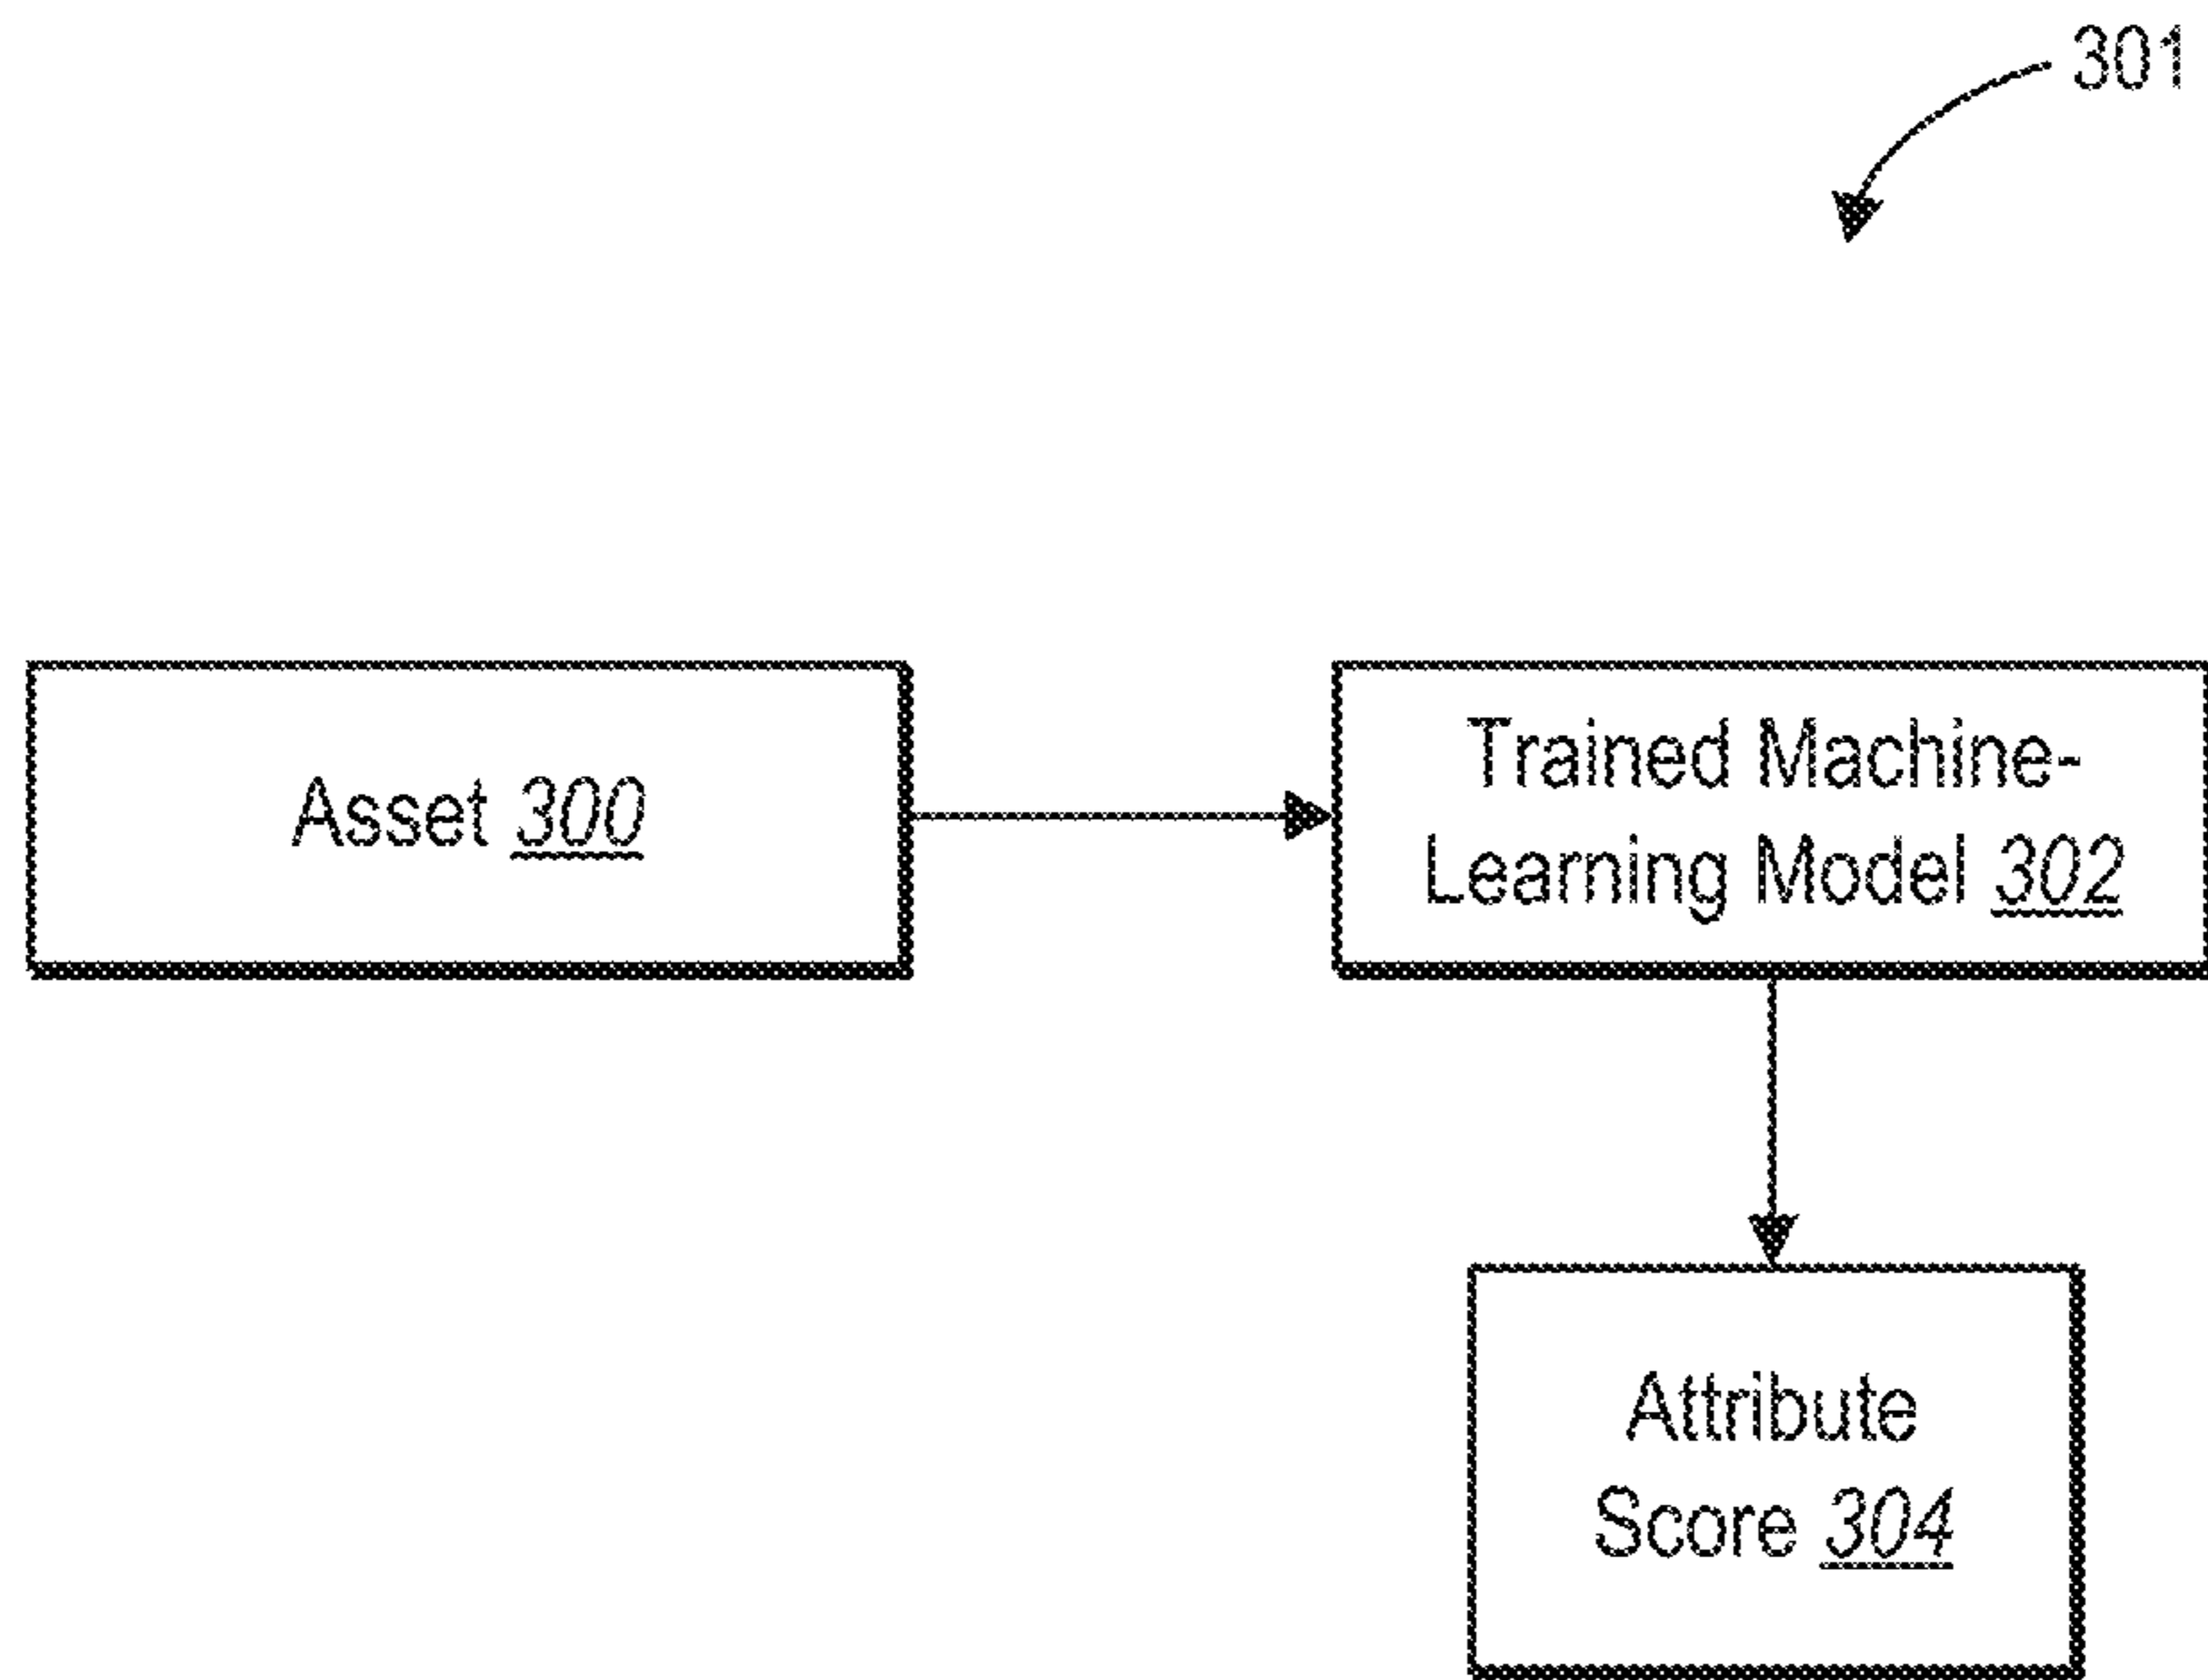 301
Asset 300
Trained Machine-
Learning Model 302
Attribute
Score 304